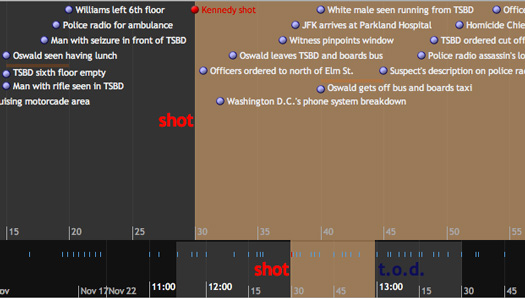 Williams left 6th floor
Kennedy shot
White male seen running from TSBD
Police radio for ambulance
JFK arrives at Parkland Hospital
Man with seizure in front of TSBD
Witness pinpoints window
TSBD ordered cut off
Oswald seen having lunch
Oswald leaves TSBD and boards bus
TSBD sixth floor empty
Officers ordered to north of Elm St.
Suspect's description on police
Man with rifle seen in TSBD
Oswald gets off bus and boards taxi
motorcade area
Washington D.C.'s phone system breakdown
shot
15 20 25 30 35 40 45 50 55
shot t.o.d.
Nov 22 11:00 12:00 15 30 45 13:00 15 30 45